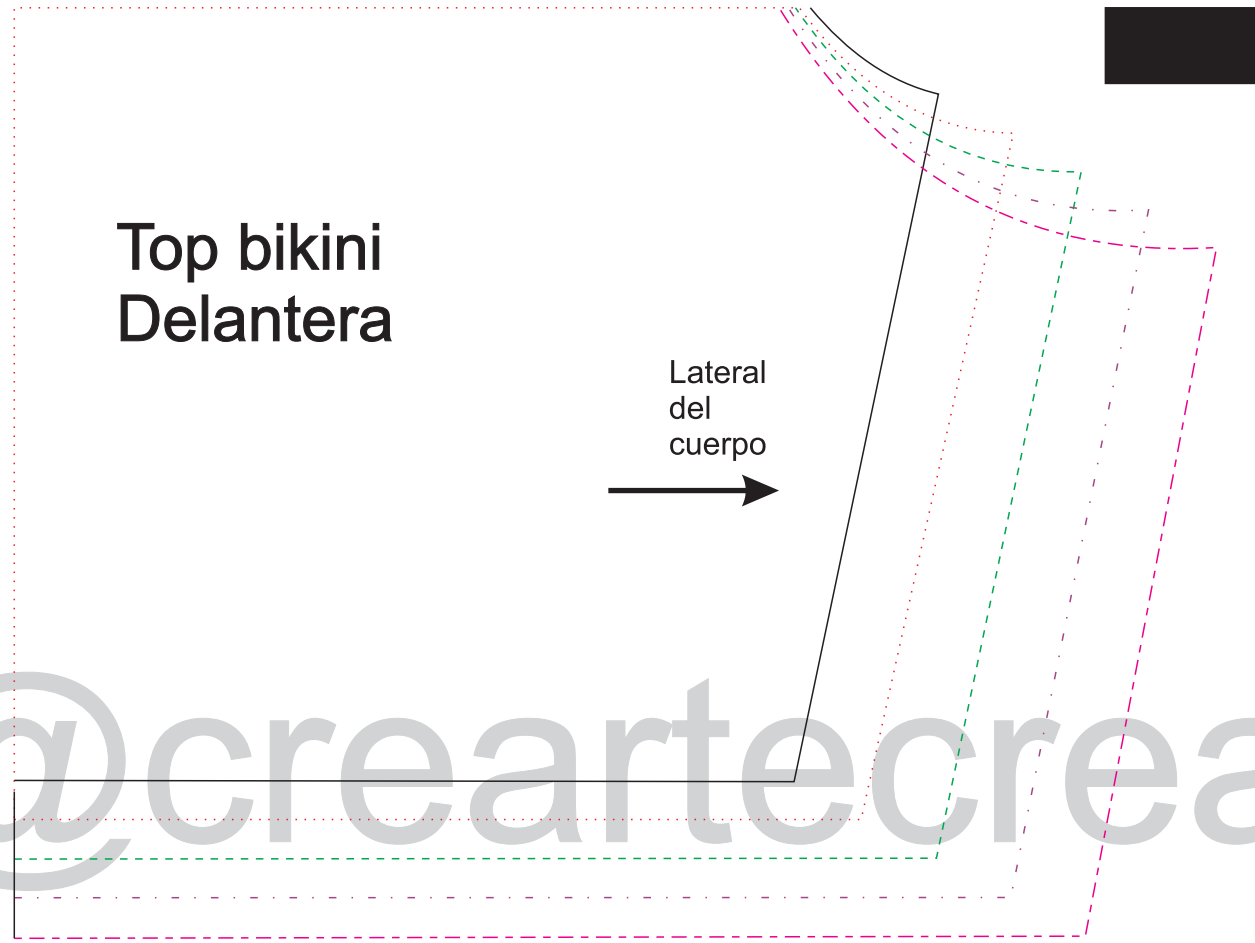 Top bikini
Delantera
Lateral
del
cuerpo
@creartecrea